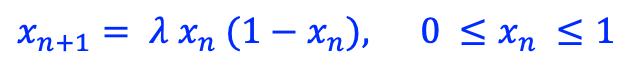 xₙ₊₁ = λ xₙ (1 − xₙ), 0 ≤ xₙ ≤ 1